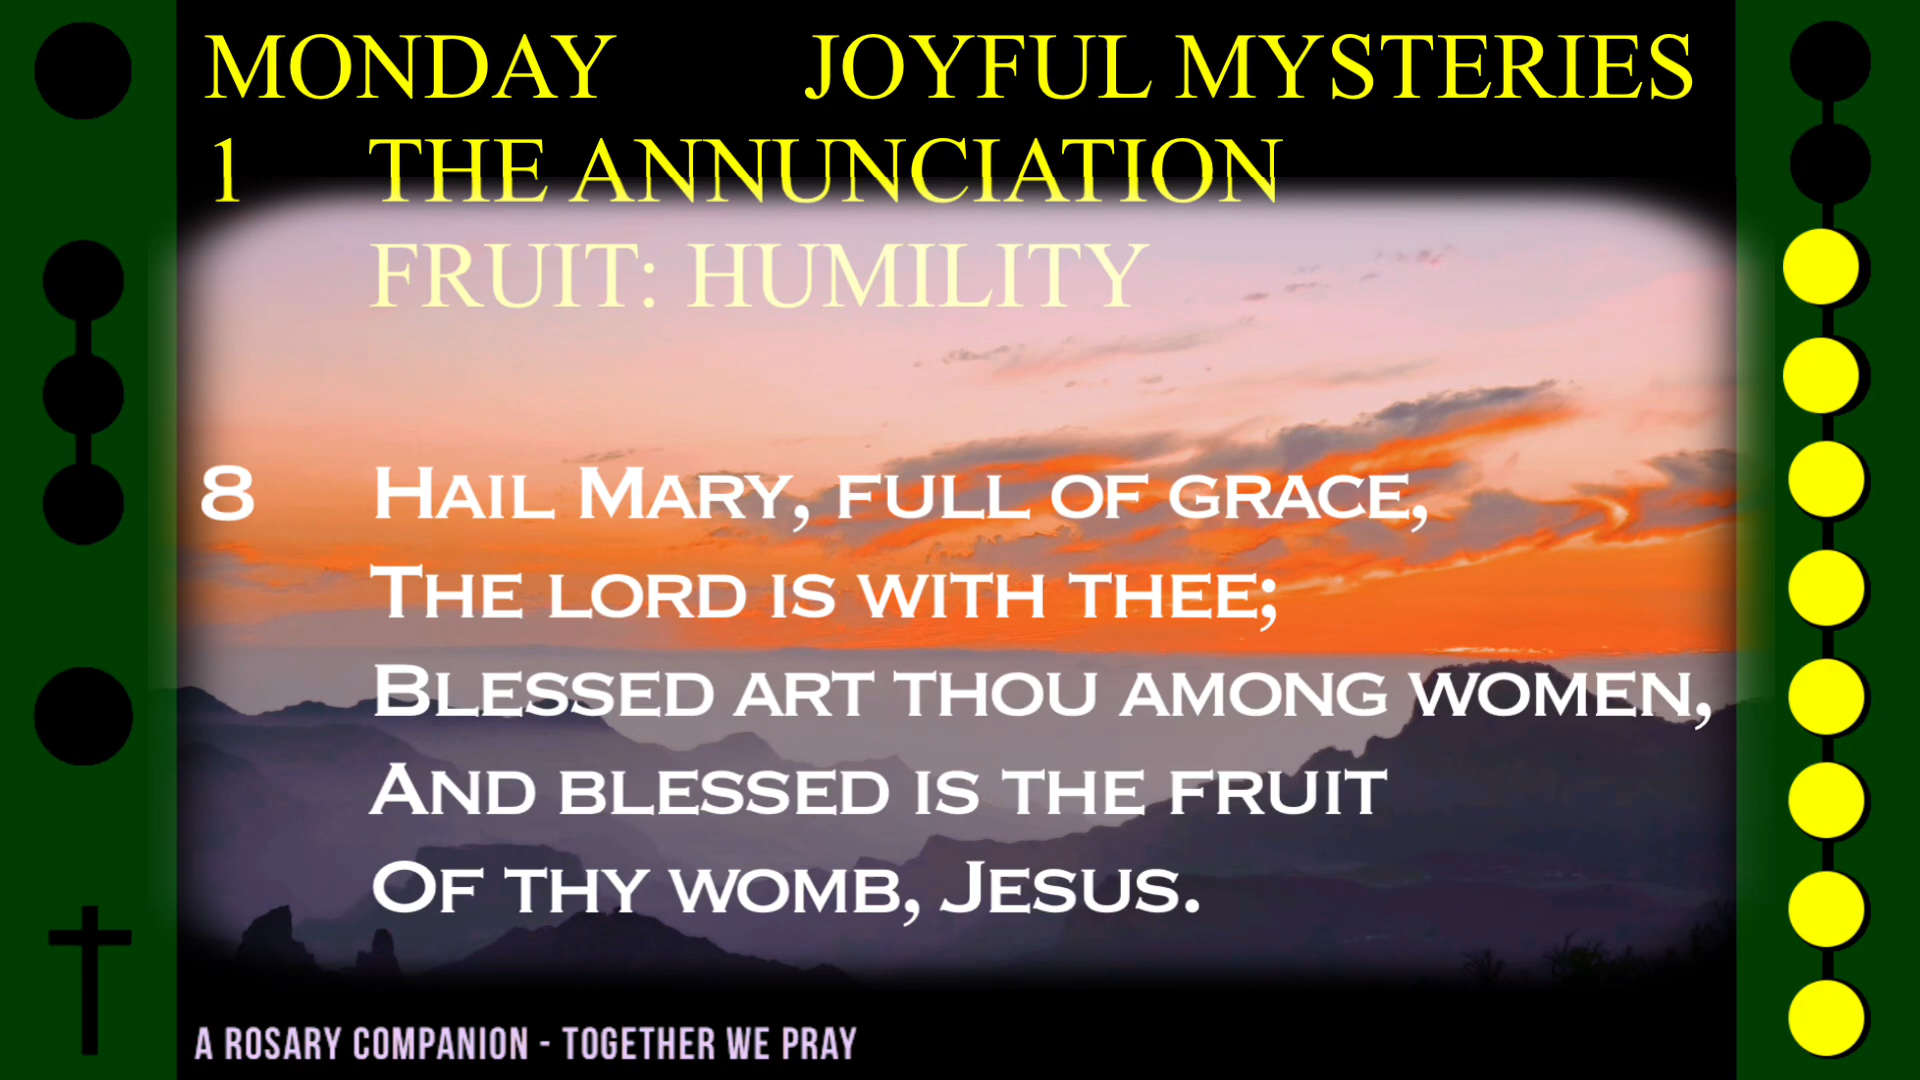 MONDAY JOYFUL MYSTERIES
1 THE ANNUNCIATION
FRUIT: HUMILITY
8 Hail Mary, full of grace,
The lord is with thee;
Blessed art thou among women,
And blessed is the fruit
Of thy womb, Jesus.
A ROSARY COMPANION - TOGETHER WE PRAY